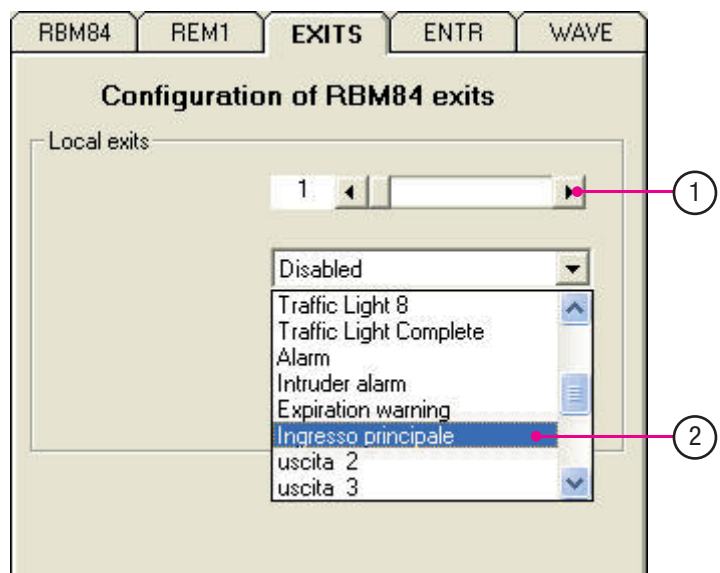 RBM84 REM1 EXITS ENTR WAVE
Configuration of RBM84 exits
Local exits
1
1
Disabled
Traffic Light 8
Traffic Light Complete
Alarm
Intruder alarm
Expiration warning
Ingresso principale
2
uscita 2
uscita 3